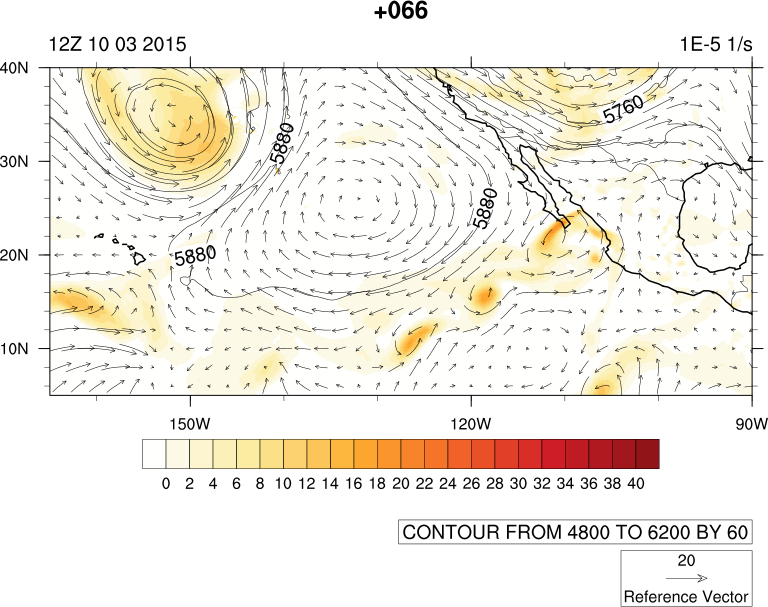 +066
12Z 10 03 2015
1E-5 1/s
40N
30N
20N
10N
5760
5880
5880
5880
150W
120W
90W
0 2 4 6 8 10 12 14 16 18 20 22 24 26 28 30 32 34 36 38 40
CONTOUR FROM 4800 TO 6200 BY 60
20
Reference Vector